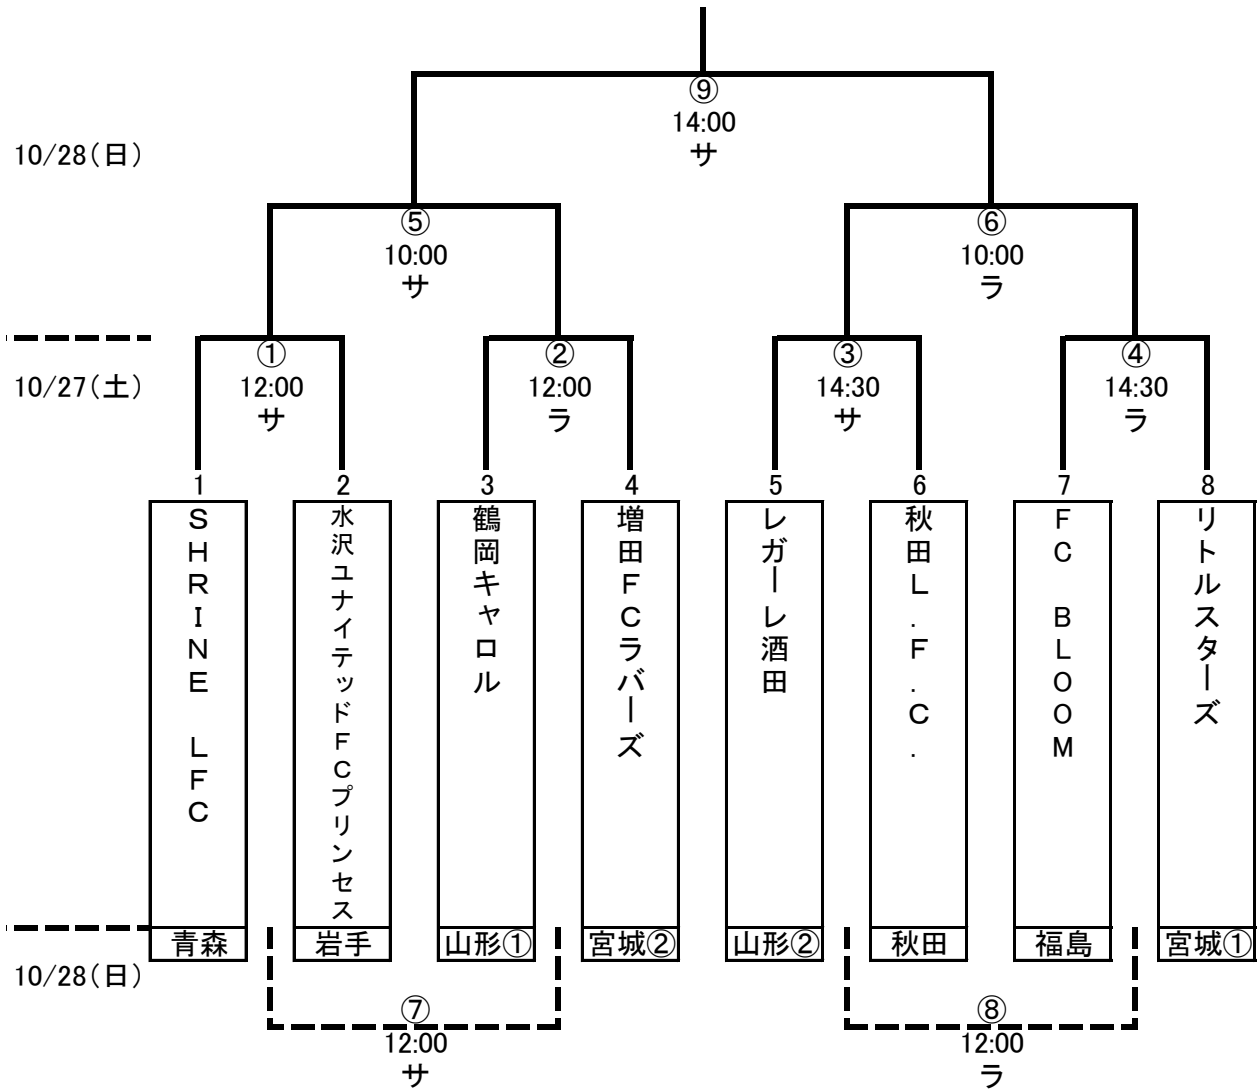 ⑨
14:00
サ
10/28(日)
⑤
10:00
サ
⑥
10:00
ラ
①
12:00
サ
②
12:00
ラ
③
14:30
サ
④
14:30
ラ
10/27(土)
1
2
3
4
5
6
7
8
SHRINE LFC
水沢ユナイテッドFCプリンセス
鶴岡キャロル
増田FCラバーズ
レガーレ酒田
秋田L.F.C.
FC BLOOM
リトルスターズ
青森
岩手
山形①
宮城②
山形②
秋田
福島
宮城①
10/28(日)
⑦
12:00
サ
⑧
12:00
ラ